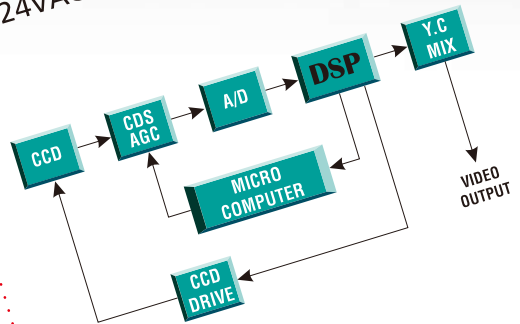 24VAC
CCD
CDS
AGC
A/D
DSP
Y.C
MIX
MICRO
COMPUTER
VIDEO
OUTPUT
CCD
DRIVE